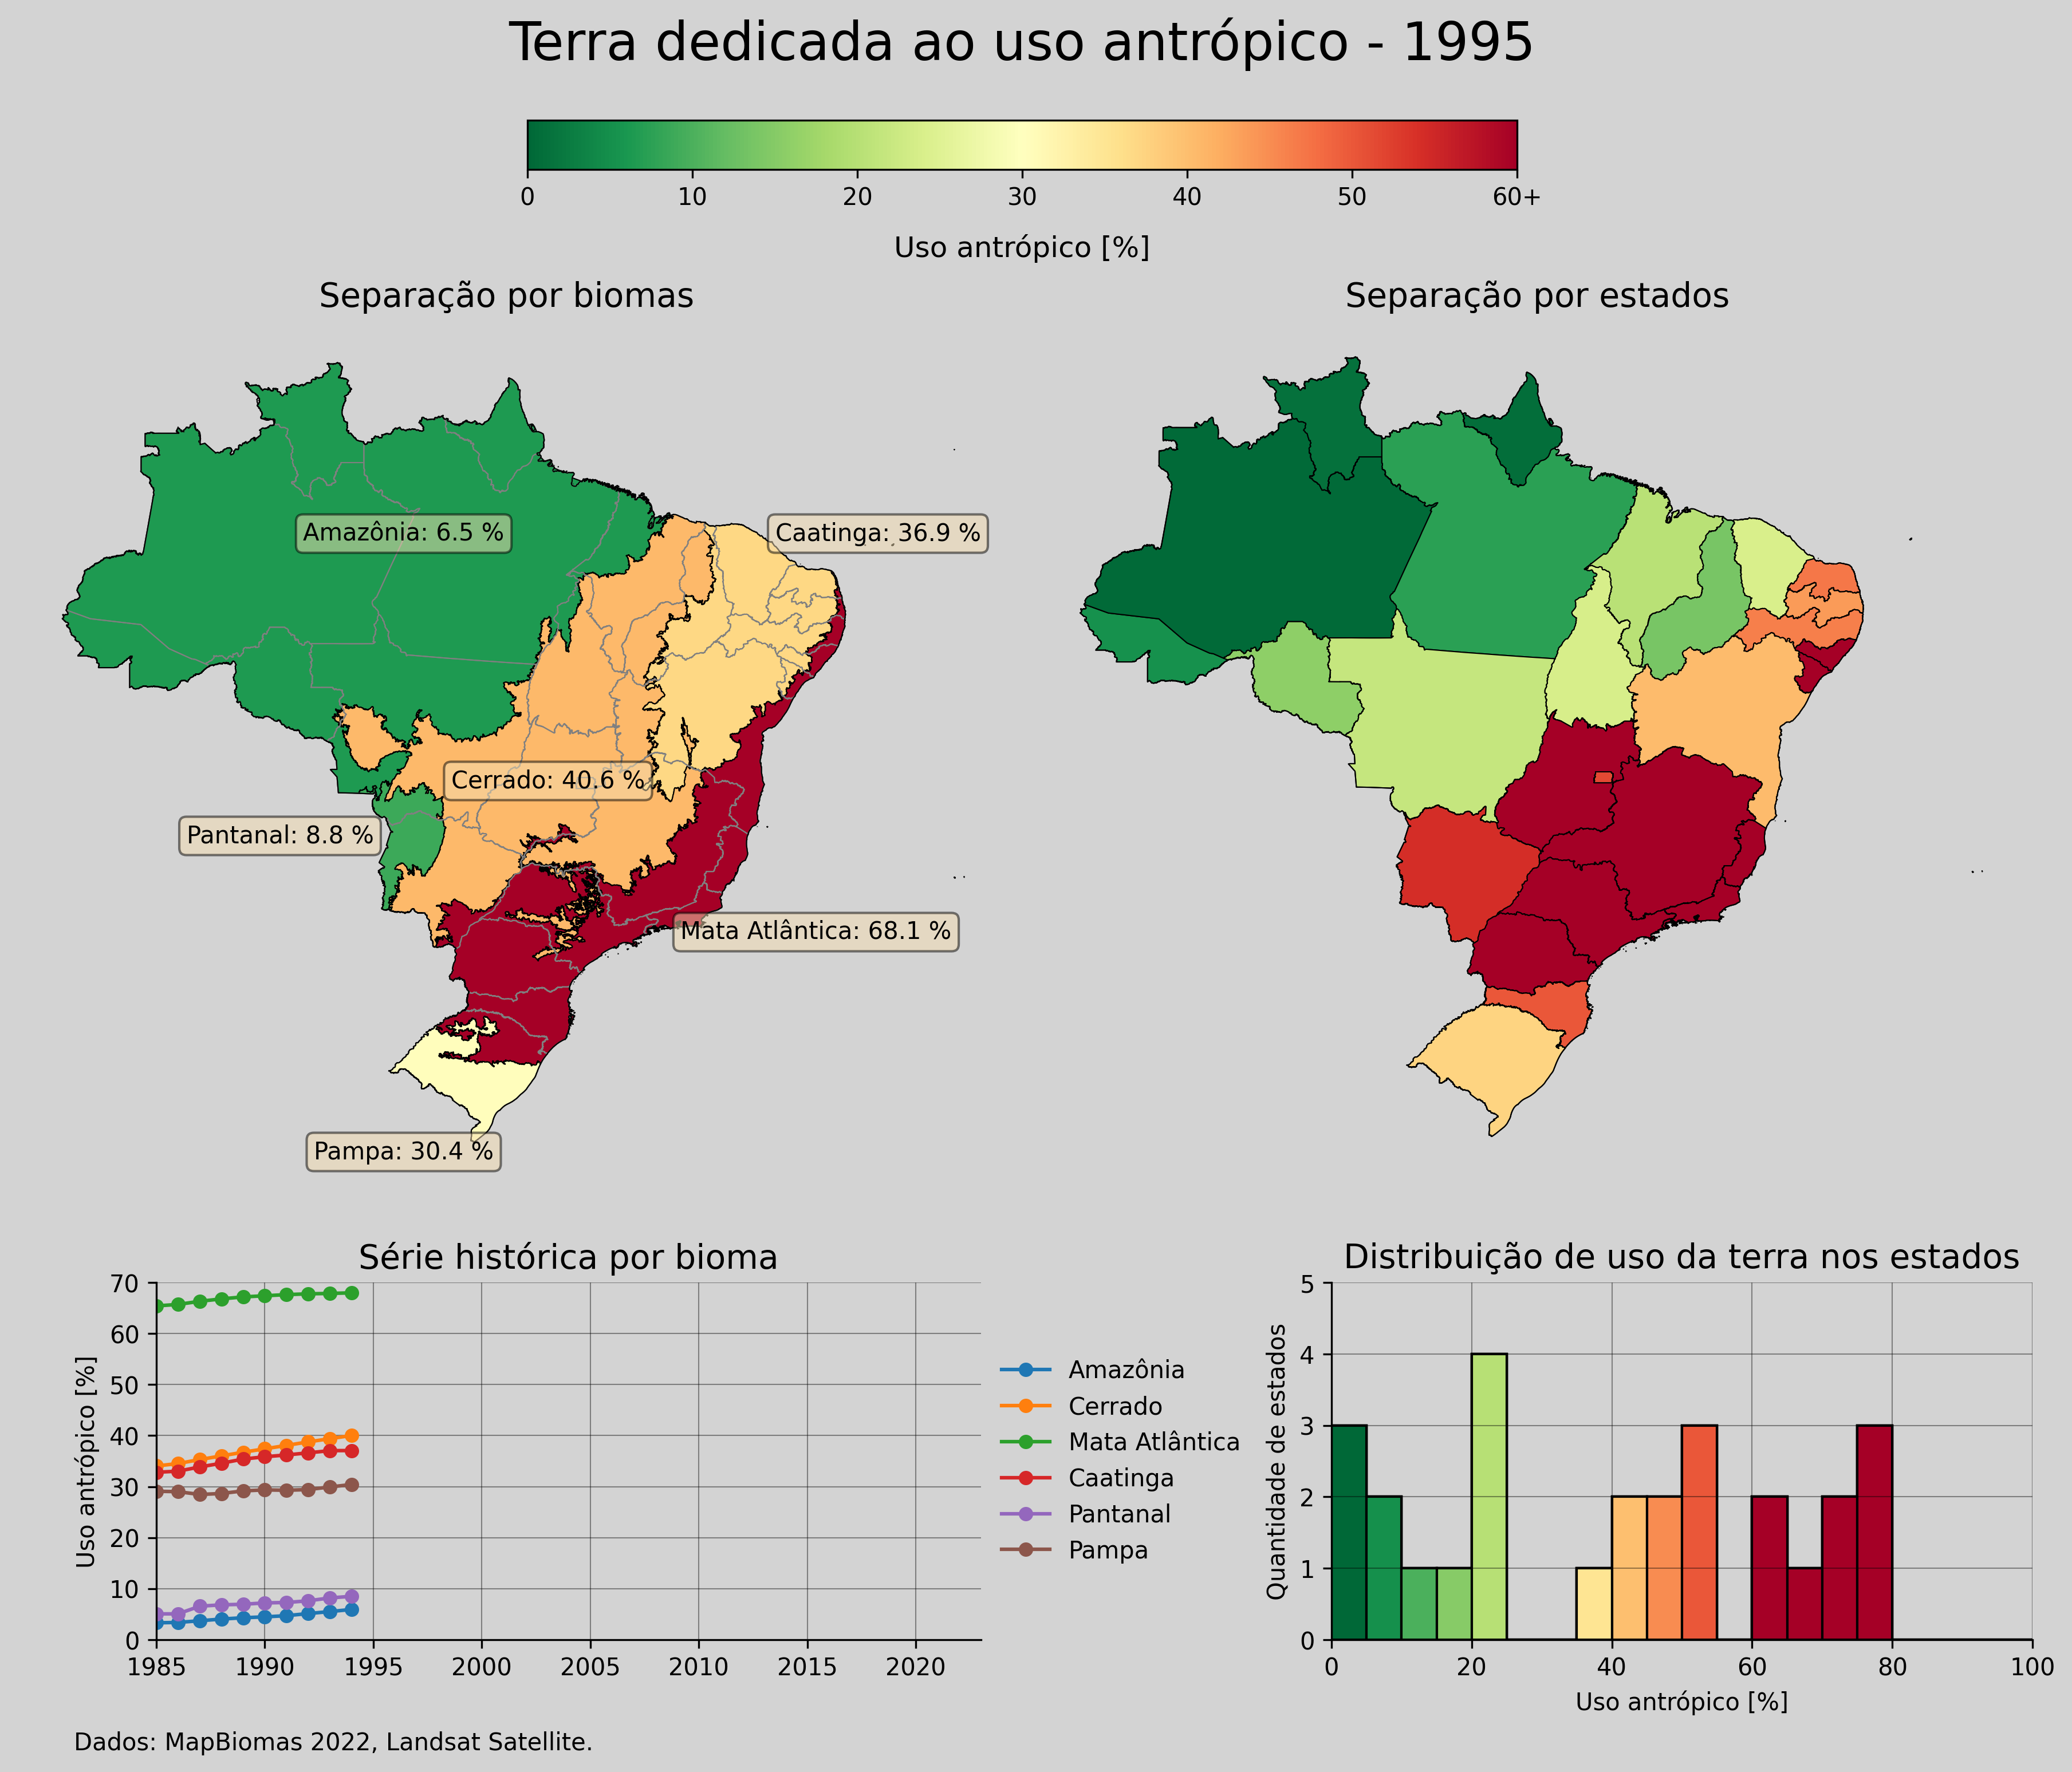 Terra dedicada ao uso antrópico - 1995
0 10 20 30 40 50 60+
Uso antrópico [%]
Separação por biomas
Separação por estados
Amazônia: 6.5 %
Caatinga: 36.9 %
Cerrado: 40.6 %
Pantanal: 8.8 %
Mata Atlântica: 68.1 %
Pampa: 30.4 %
Série histórica por bioma
Uso antrópico [%]
70
60
50
40
30
20
10
0
1985 1990 1995 2000 2005 2010 2015 2020
Amazônia
Cerrado
Mata Atlântica
Caatinga
Pantanal
Pampa
Distribuição de uso da terra nos estados
Quantidade de estados
5
4
3
2
1
0
0 20 40 60 80 100
Uso antrópico [%]
Dados: MapBiomas 2022, Landsat Satellite.